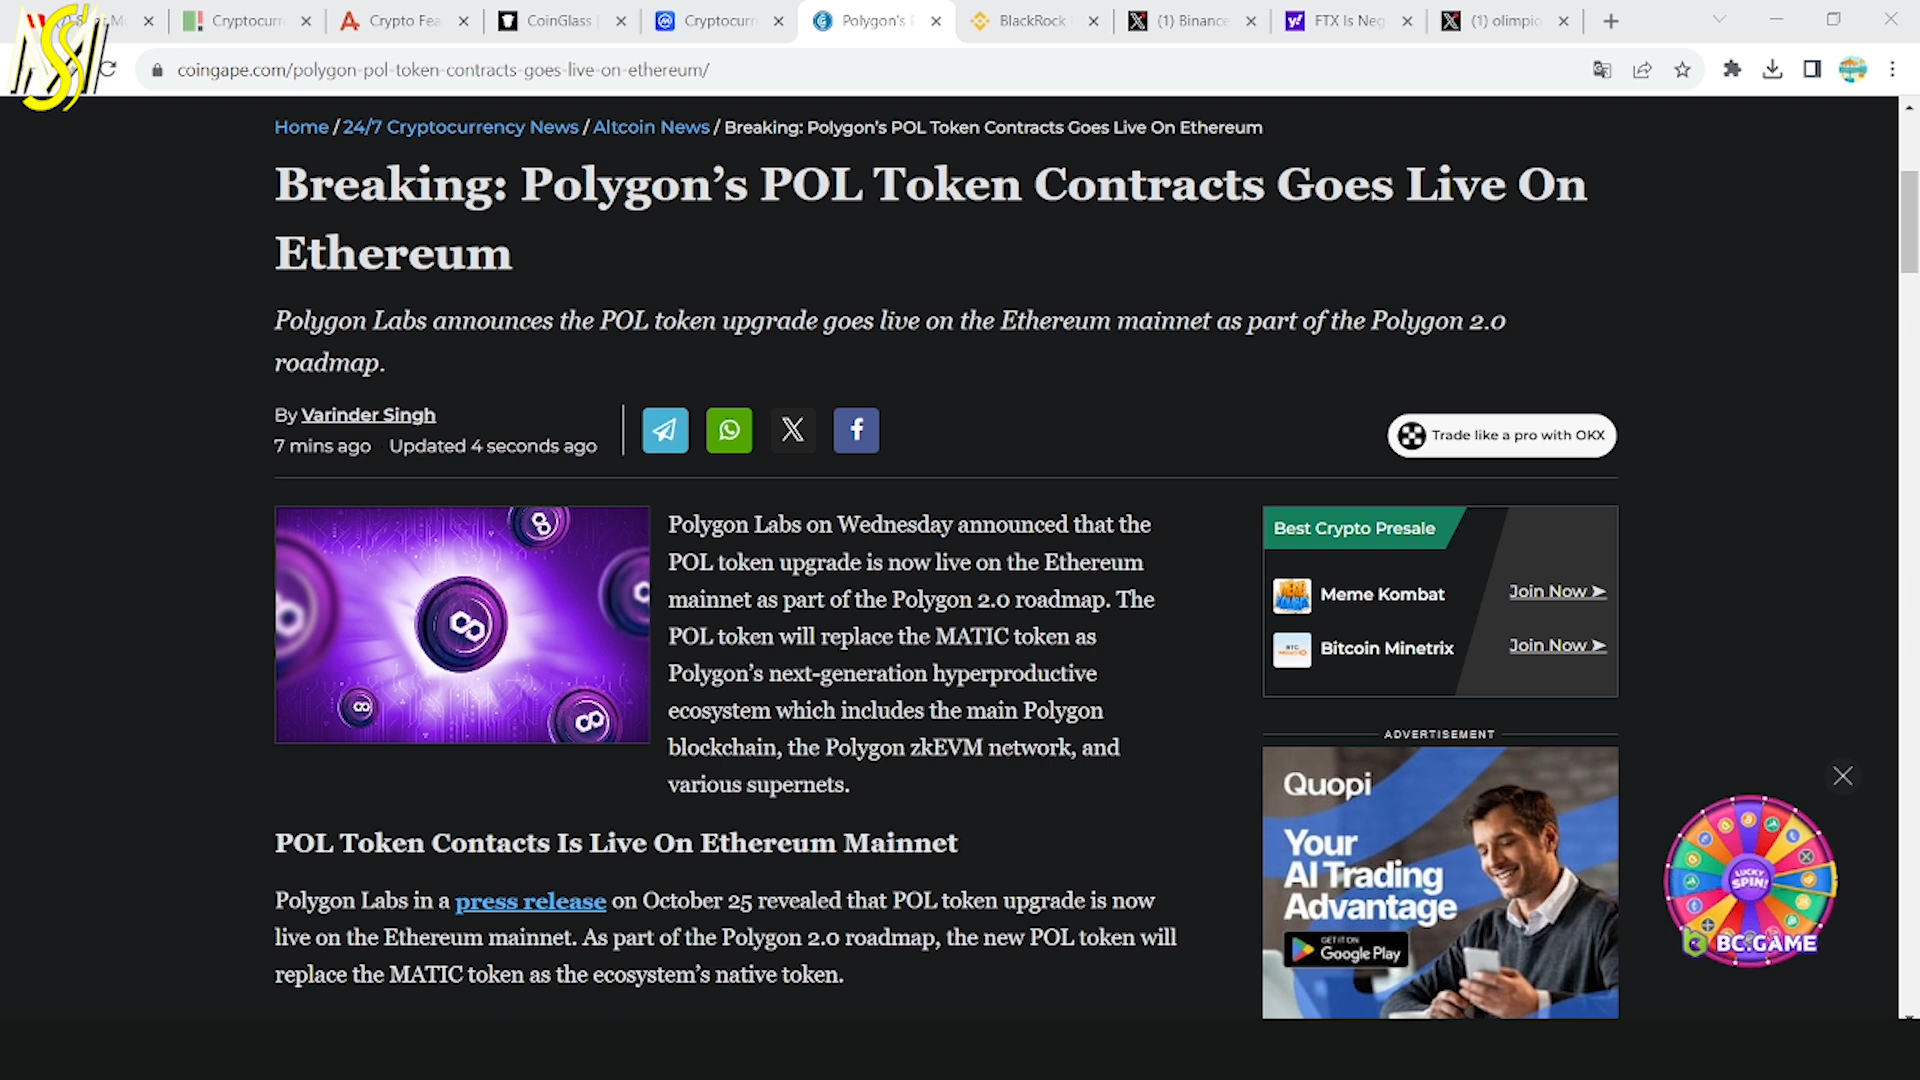 Cryptocurr
Crypto Fea
CoinGlass
Cryptocurr
Polygon's P
BlackRock
(1) Binance
FTX Is Neg
(1) olimpio
coingape.com/polygon-pol-token-contracts-goes-live-on-ethereum/
Home / 24/7 Cryptocurrency News / Altcoin News / Breaking: Polygon's POL Token Contracts Goes Live On Ethereum
Breaking: Polygon's POL Token Contracts Goes Live On
Ethereum
Polygon Labs announces the POL token upgrade goes live on the Ethereum mainnet as part of the Polygon 2.0
roadmap.
By Varinder Singh
7 mins ago Updated 4 seconds ago
Trade like a pro with OKX
Polygon Labs on Wednesday announced that the
POL token upgrade is now live on the Ethereum
mainnet as part of the Polygon 2.0 roadmap. The
POL token will replace the MATIC token as
Polygon's next-generation hyperproductive
ecosystem which includes the main Polygon
blockchain, the Polygon zkEVM network, and
various supernets.
Best Crypto Presale
Meme Kombat Join Now ➤
Bitcoin Minetrix Join Now ➤
ADVERTISEMENT
Quopi
Your
AI Trading
Advantage
GET IT ON
Google Play
LUCKY
SPIN!
BC.GAME
POL Token Contacts Is Live On Ethereum Mainnet
Polygon Labs in a press release on October 25 revealed that POL token upgrade is now
live on the Ethereum mainnet. As part of the Polygon 2.0 roadmap, the new POL token will
replace the MATIC token as the ecosystem's native token.